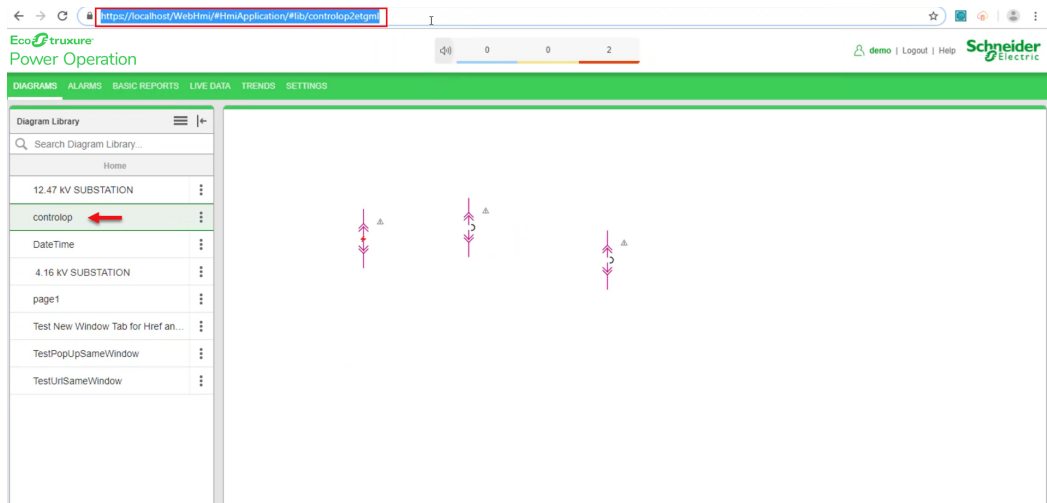 https://localhost/WebHmi/#HmiApplication/#lib/controlop2etgml
EcoStruxure
Power Operation
0 0 2
demo | Logout | Help
Schneider
Electric
DIAGRAMS ALARMS BASIC REPORTS LIVE DATA TRENDS SETTINGS
Diagram Library
Search Diagram Library...
Home
12.47 kV SUBSTATION
controlop
DateTime
4.16 kV SUBSTATION
page1
Test New Window Tab for Href an...
TestPopUpSameWindow
TestUrlSameWindow